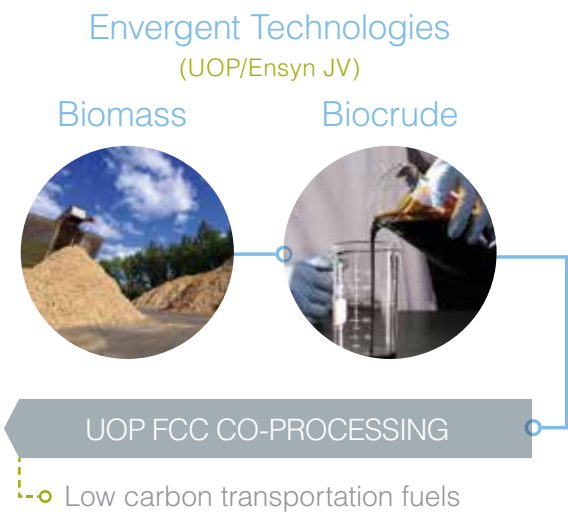 Envergent Technologies
(UOP/Ensyn JV)
Biomass Biocrude
UOP FCC CO-PROCESSING
Low carbon transportation fuels